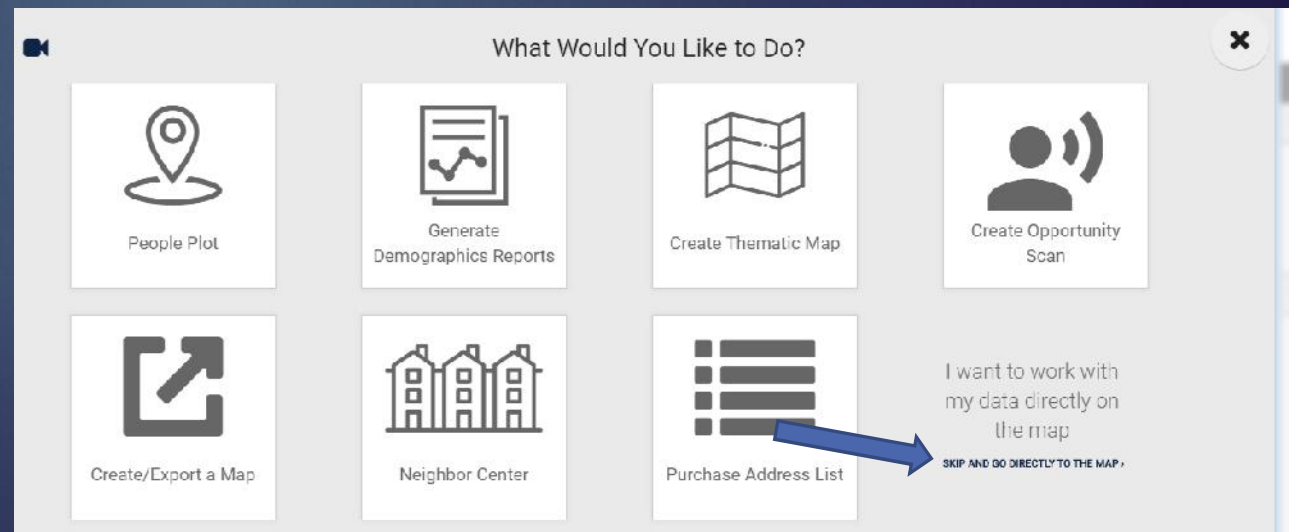 What Would You Like to Do?
People Plot
Generate
Demographics Reports
Create Thematic Map
Create Opportunity
Scan
Create/Export a Map
Neighbor Center
Purchase Address List
I want to work with
my data directly on
the map
SKIP AND GO DIRECTLY TO THE MAP ›